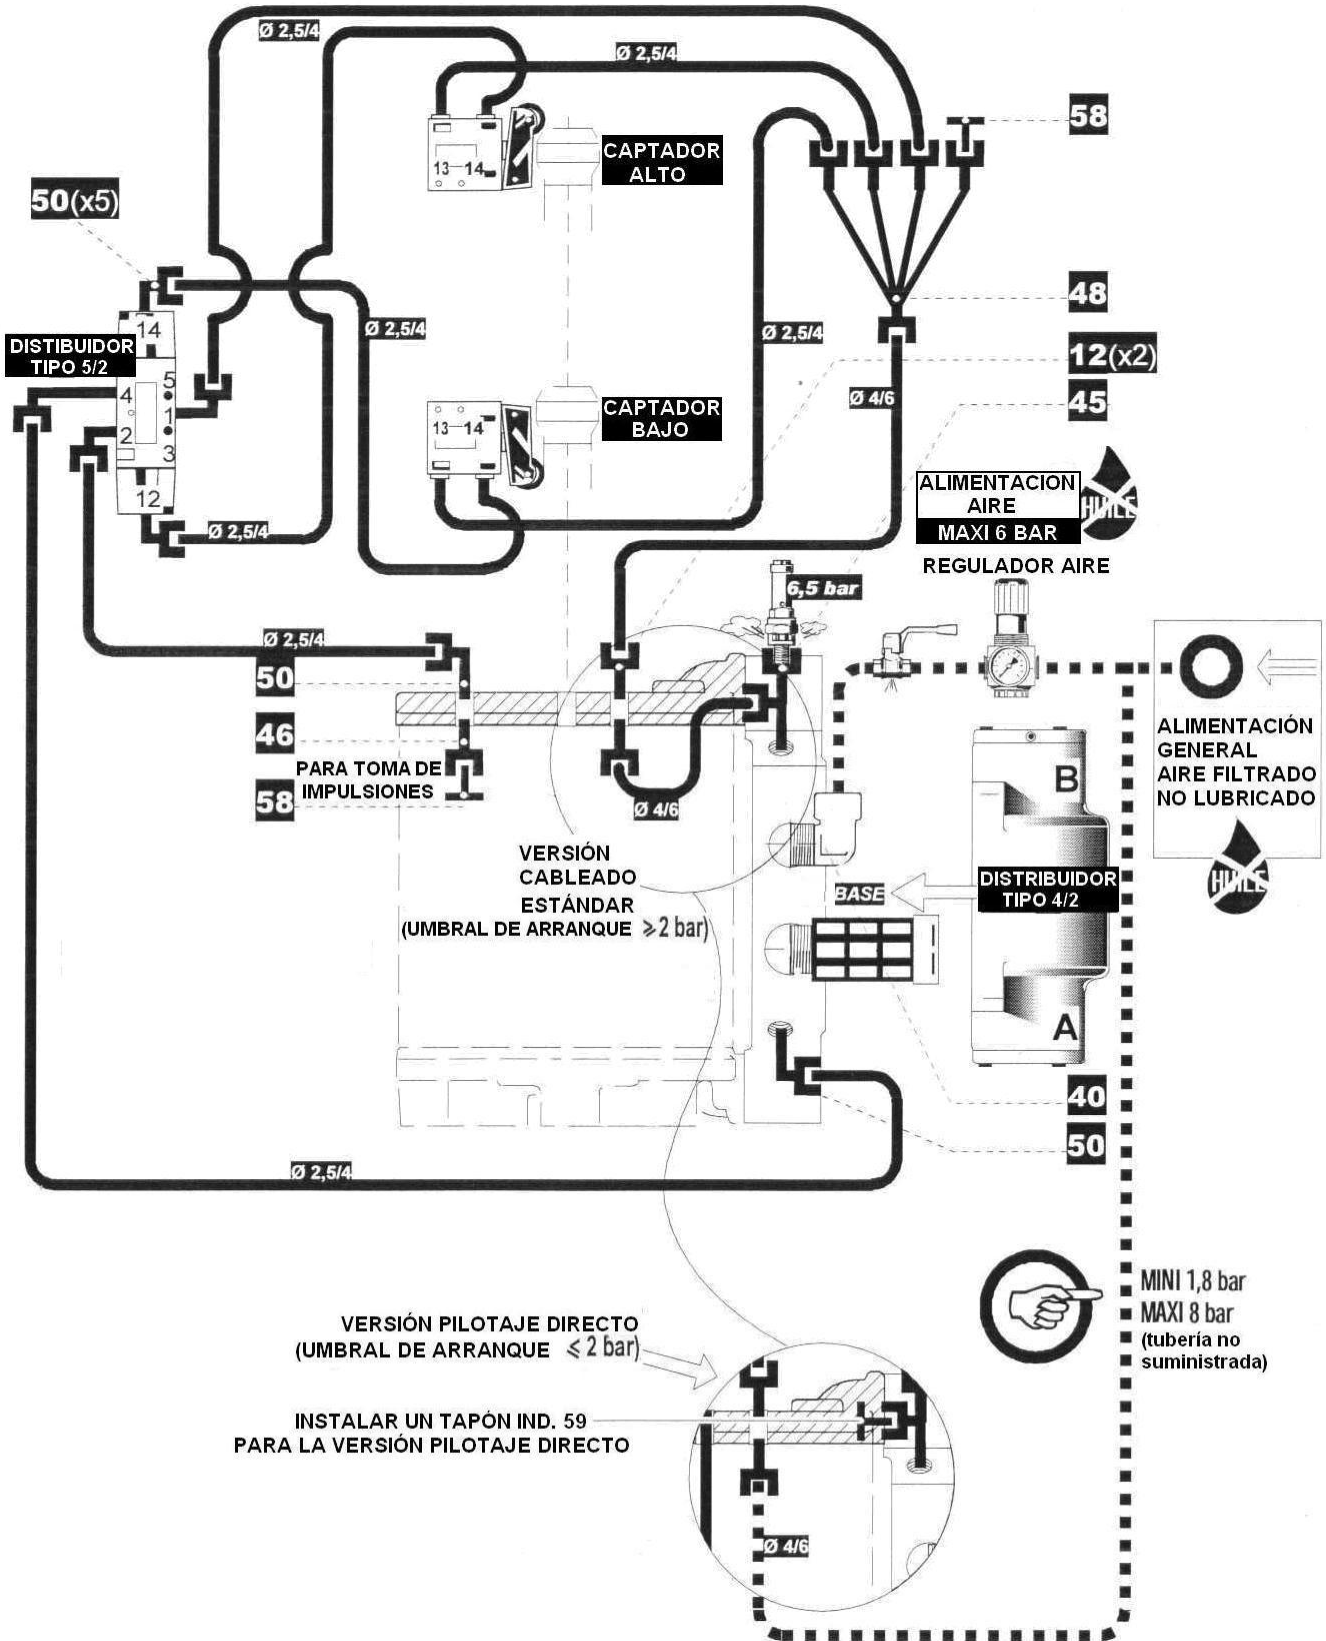 Ø 2,5/4
Ø 2,5/4
58
CAPTADOR
ALTO
13 14
50(x5)
48
14
DISTIBUIDOR
TIPO 5/2
Ø 2,5/4
Ø 2,5/4
12(x2)
5
4
1
2
3
12
Ø 4/6
45
CAPTADOR
BAJO
13 14
ALIMENTACION
AIRE
MAXI 6 BAR
HUILE
Ø 2,5/4
REGULADOR AIRE
6,5 bar
Ø 2,5/4
50
46
PARA TOMA DE
IMPULSIONES
58
Ø 4/6
ALIMENTACIÓN
GENERAL
AIRE FILTRADO
NO LUBRICADO
HUILE
B
VERSIÓN
CABLEADO
ESTÁNDAR
(UMBRAL DE ARRANQUE ≥ 2 bar)
BASE
DISTRIBUIDOR
TIPO 4/2
A
40
50
Ø 2,5/4
MINI 1,8 bar
MAXI 8 bar
(tubería no
suministrada)
VERSIÓN PILOTAJE DIRECTO
(UMBRAL DE ARRANQUE ≤ 2 bar)
INSTALAR UN TAPÓN IND. 59
PARA LA VERSIÓN PILOTAJE DIRECTO
Ø 4/6